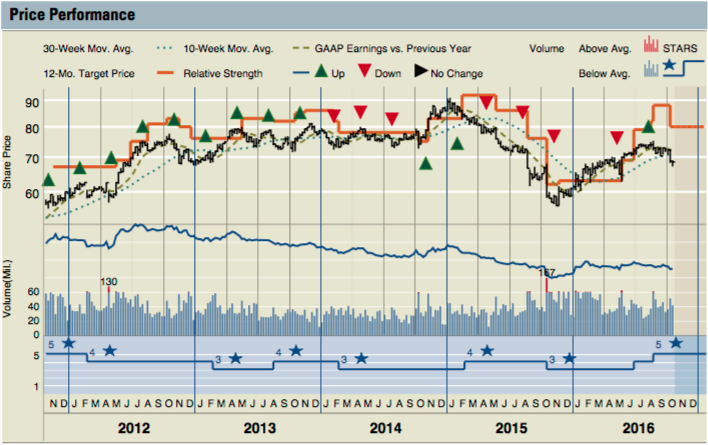 Price Performance
30-Week Mov. Avg. 10-Week Mov. Avg. GAAP Earnings vs. Previous Year Volume Above Avg. STARS
12-Mo. Target Price Relative Strength Up Down No Change Below Avg.
90
80
70
60
Share Price
130
167
60
40
20
0
Volume(Mil.)
5 4 3 4 3 4 3 5
5
1
N D J F M A M J J A S O N D J F M A M J J A S O N D J F M A M J J A S O N D J F M A M J J A S O N D J F M A M J J A S O N D
2012 2013 2014 2015 2016